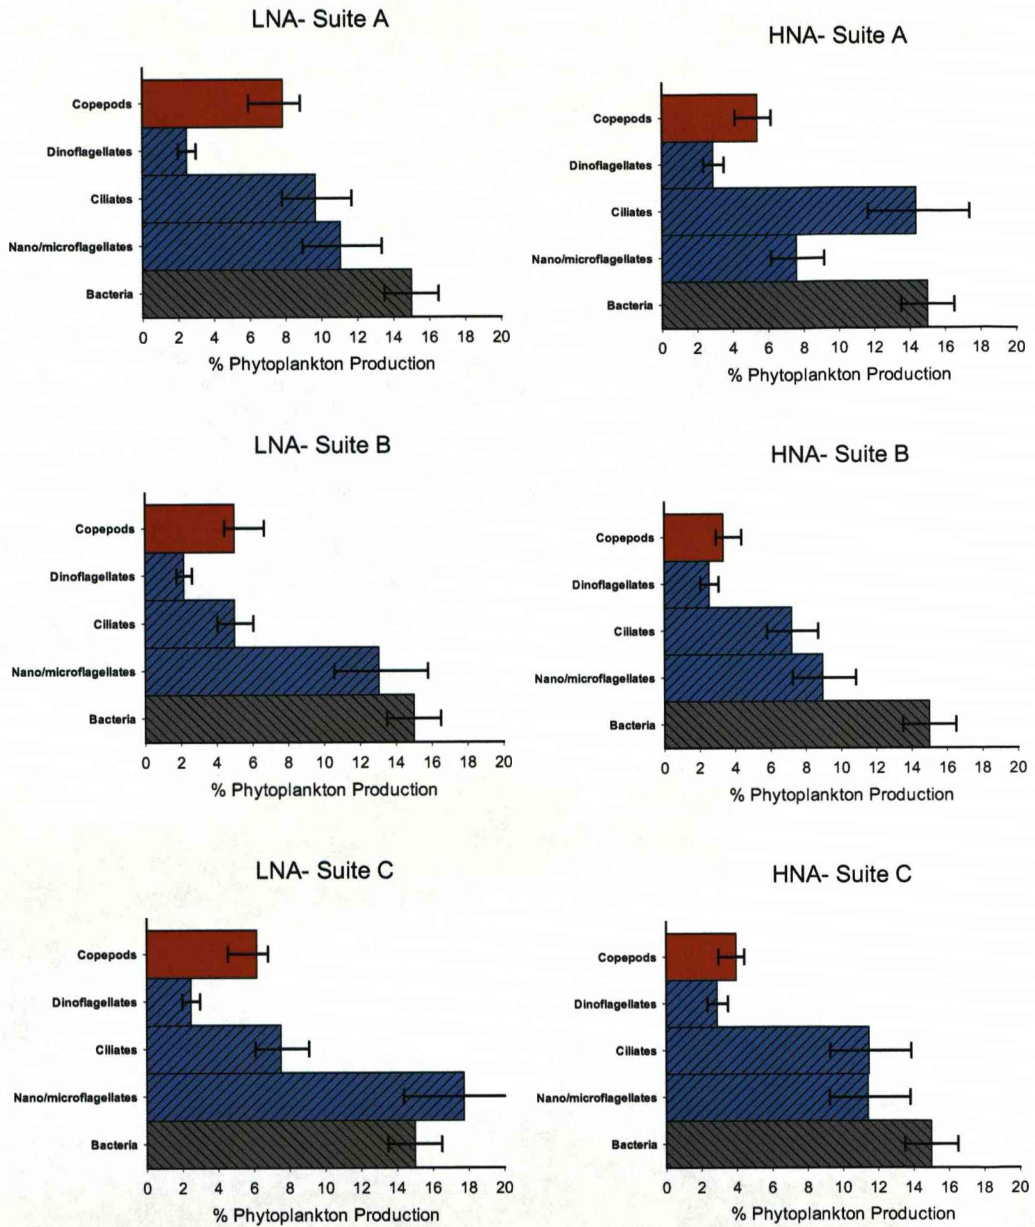 LNA- Suite A
Copepods
Dinoflagellates
Ciliates
Nano/microflagellates
Bacteria
0 2 4 6 8 10 12 14 16 18 20
% Phytoplankton Production
HNA- Suite A
Copepods
Dinoflagellates
Ciliates
Nano/microflagellates
Bacteria
0 2 4 6 8 10 12 14 16 18 20
% Phytoplankton Production
LNA- Suite B
Copepods
Dinoflagellates
Ciliates
Nano/microflagellates
Bacteria
0 2 4 6 8 10 12 14 16 18 20
% Phytoplankton Production
HNA- Suite B
Copepods
Dinoflagellates
Ciliates
Nano/microflagellates
Bacteria
0 2 4 6 8 10 12 14 16 18 20
% Phytoplankton Production
LNA- Suite C
Copepods
Dinoflagellates
Ciliates
Nano/microflagellates
Bacteria
0 2 4 6 8 10 12 14 16 18 20
% Phytoplankton Production
HNA- Suite C
Copepods
Dinoflagellates
Ciliates
Nano/microflagellates
Bacteria
0 2 4 6 8 10 12 14 16 18 20
% Phytoplankton Production